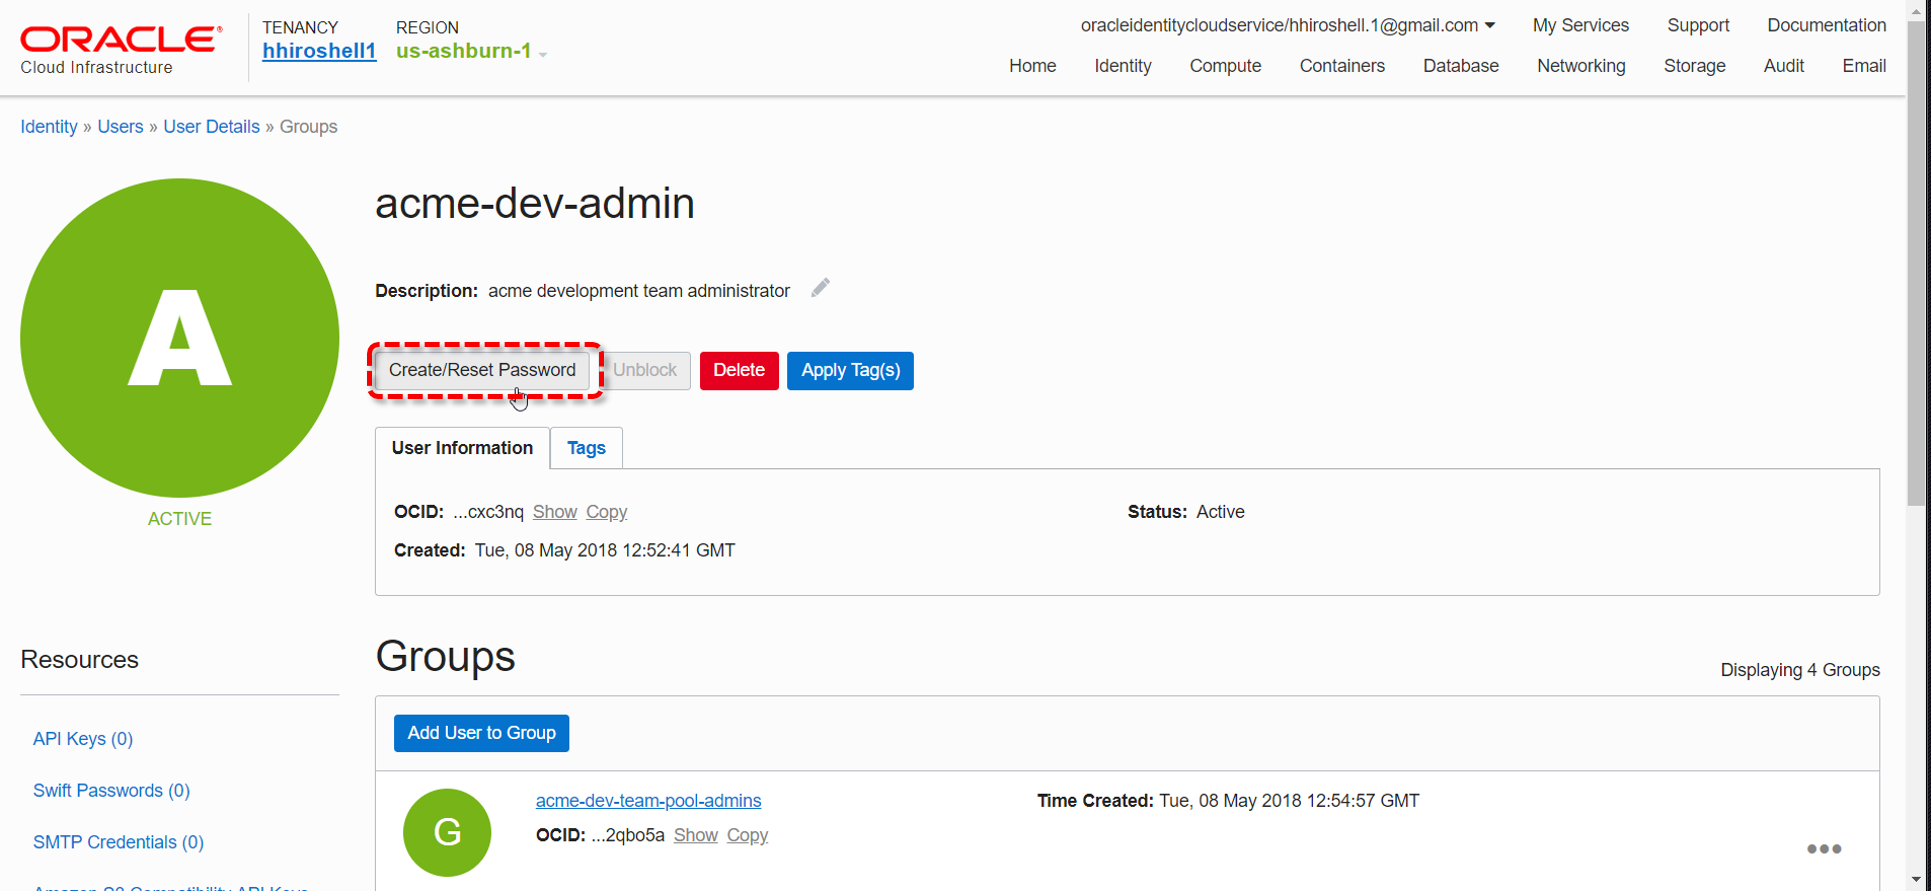 ORACLE®
Cloud Infrastructure
TENANCY
hhiroshell1
REGION
us-ashburn-1
oracleidentitycloudservice/hhiroshell.1@gmail.com My Services Support Documentation
Home Identity Compute Containers Database Networking Storage Audit Email
Identity » Users » User Details » Groups
A
ACTIVE
acme-dev-admin
Description: acme development team administrator
Create/Reset Password Unblock Delete Apply Tag(s)
User Information Tags
OCID: ...cxc3nq Show Copy Status: Active
Created: Tue, 08 May 2018 12:52:41 GMT
Resources
API Keys (0)
Swift Passwords (0)
SMTP Credentials (0)
Amazon S3 Compatibility API Keys
Groups
Displaying 4 Groups
Add User to Group
G
acme-dev-team-pool-admins Time Created: Tue, 08 May 2018 12:54:57 GMT
OCID: ...2qbo5a Show Copy